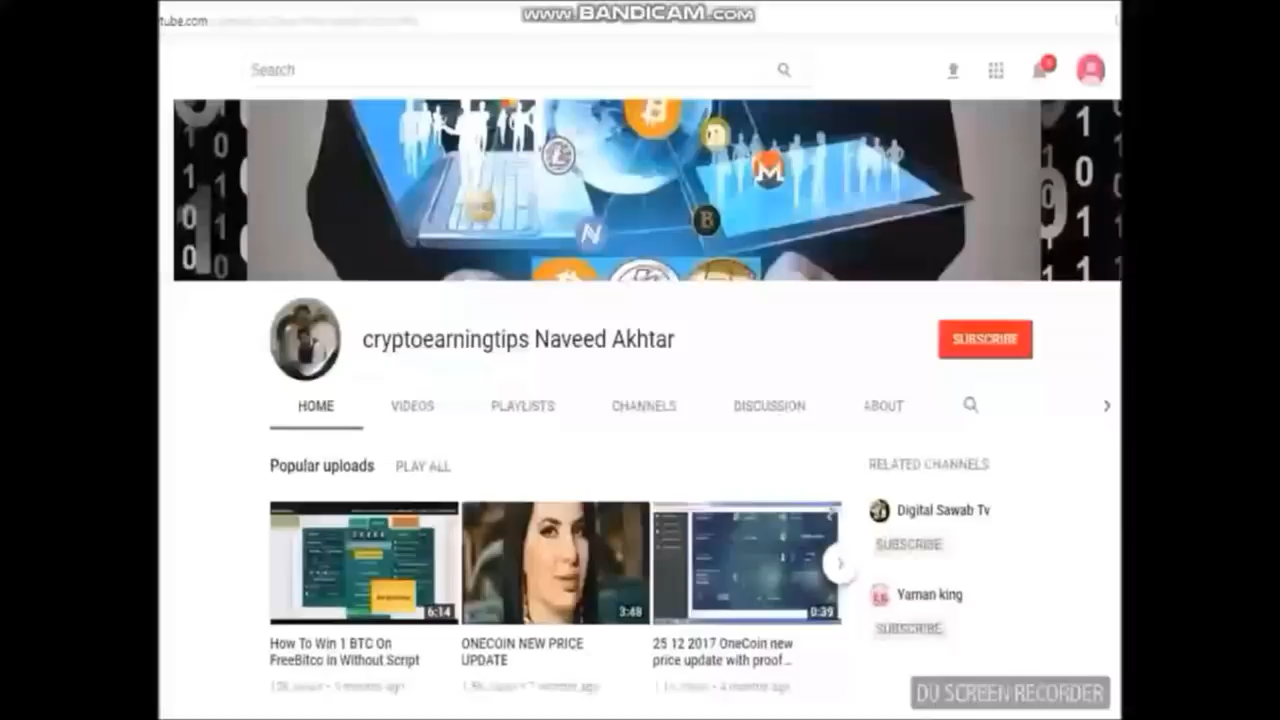 www.BANDICAM.com
tube.com
Search
cryptoearningtips Naveed Akhtar
SUBSCRIBE
HOME
VIDEOS
PLAYLISTS
CHANNELS
DISCUSSION
ABOUT
Popular uploads
PLAY ALL
RELATED CHANNELS
Digital Sawab Tv
SUBSCRIBE
Yaman king
SUBSCRIBE
6:14
3:48
0:39
How To Win 1 BTC On
FreeBitco in Without Script
ONECOIN NEW PRICE
UPDATE
25 12 2017 OneCoin new
price update with proof...
DU SCREEN RECORDER